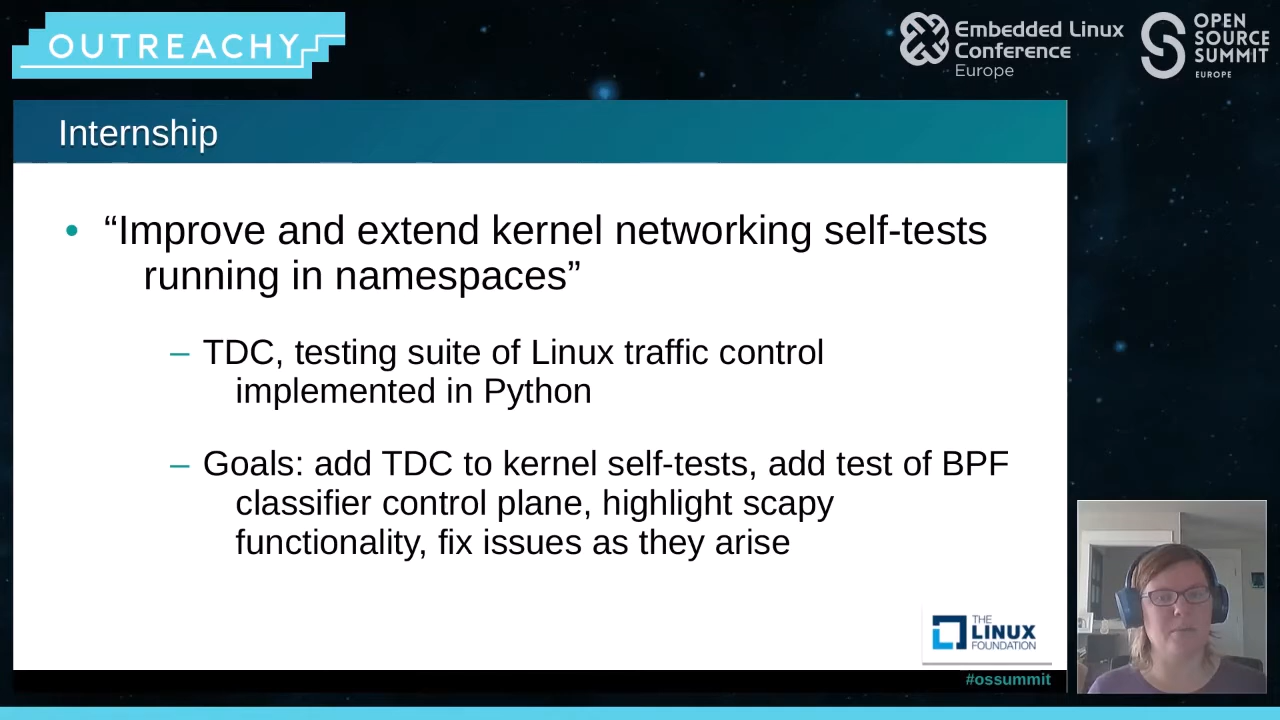 OUTREACHY
Embedded Linux
Conference
Europe
OPEN
SOURCE
SUMMIT
EUROPE
Internship
• “Improve and extend kernel networking self-tests
running in namespaces”
– TDC, testing suite of Linux traffic control
implemented in Python
– Goals: add TDC to kernel self-tests, add test of BPF
classifier control plane, highlight scapy
functionality, fix issues as they arise
THE
LINUX
FOUNDATION
#ossummit